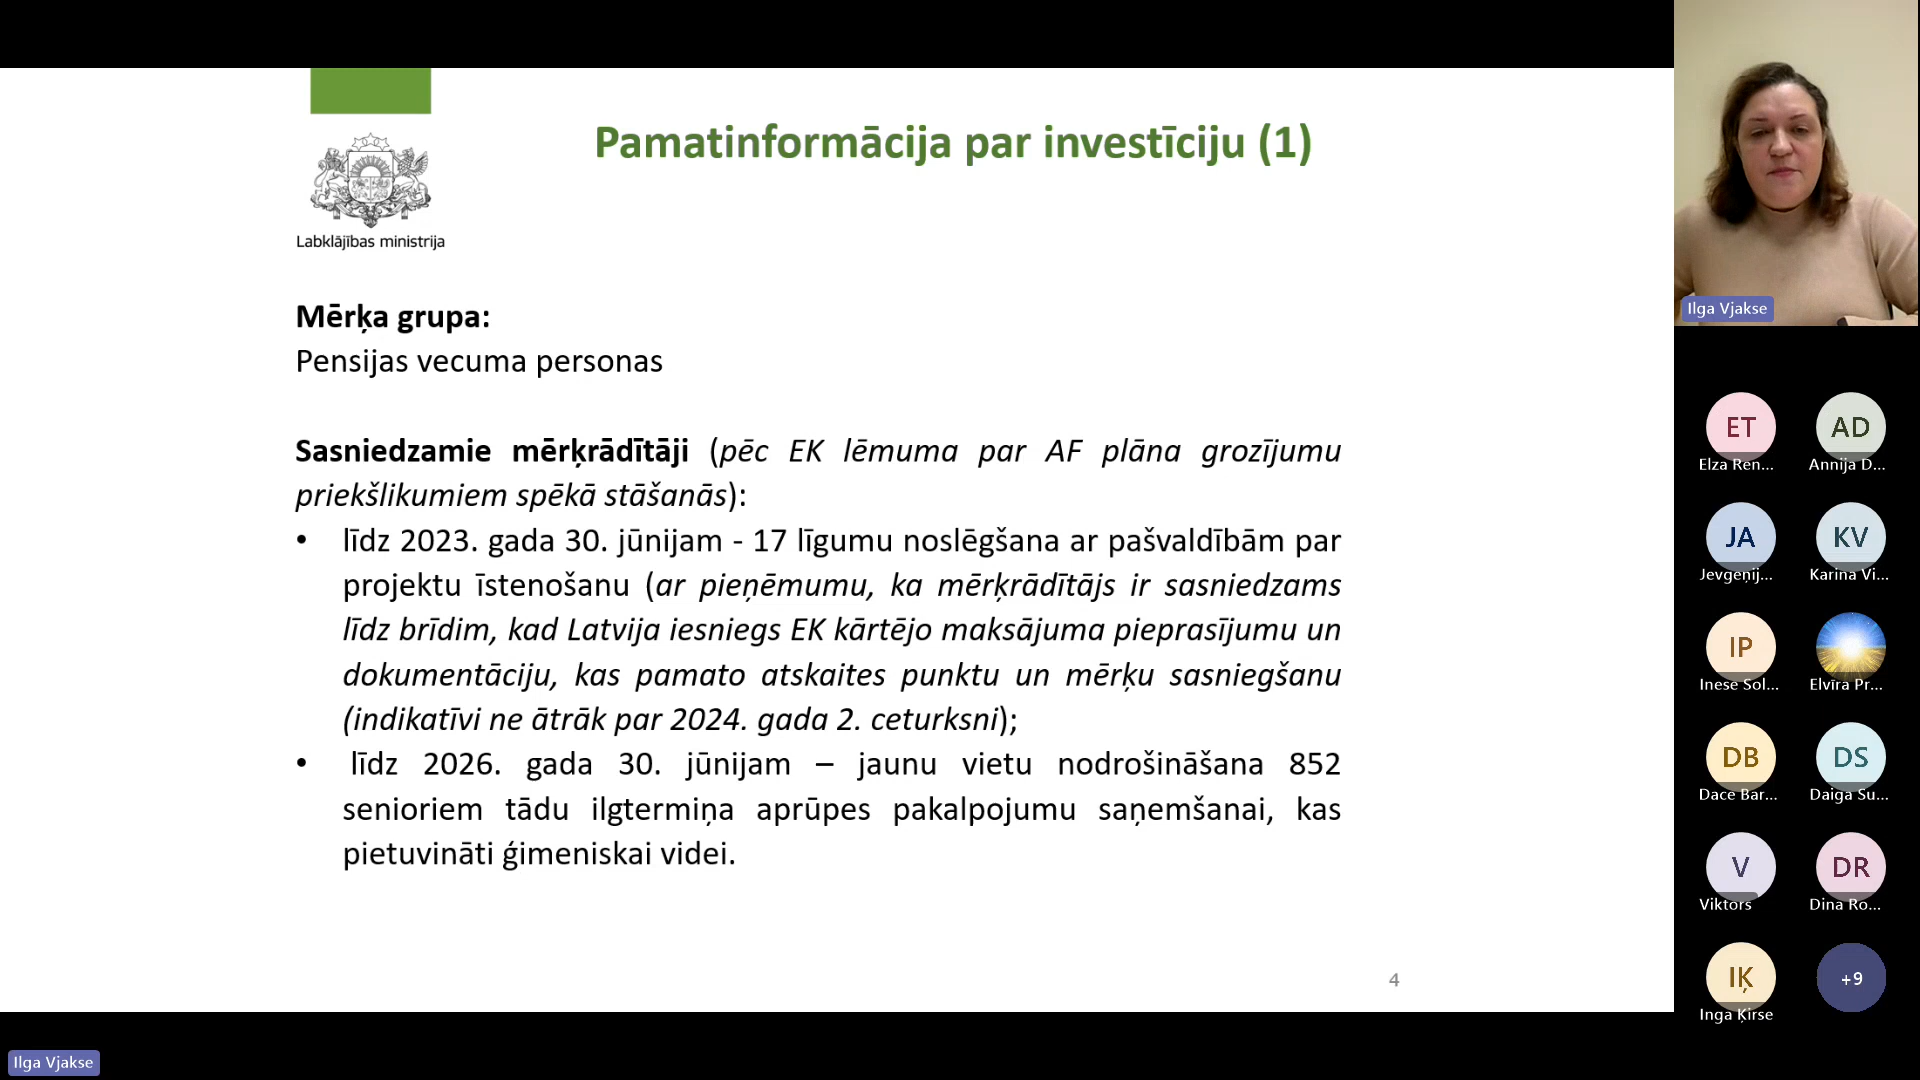 Pamatinformācija par investīciju (1)
Labklājības ministrija
Mērķa grupa:
Pensijas vecuma personas
Sasniedzamie mērķrādītāji (pēc EK lēmuma par AF plāna grozījumu
priekšlikumiem spēkā stāšanās):
• līdz 2023. gada 30. jūnijam - 17 līgumu noslēgšana ar pašvaldībām par
projektu īstenošanu (ar pieņēmumu, ka mērķrādītājs ir sasniedzams
līdz brīdim, kad Latvija iesniegs EK kārtējo maksājuma pieprasījumu un
dokumentāciju, kas pamato atskaites punktu un mērķu sasniegšanu
(indikatīvi ne ātrāk par 2024. gada 2. ceturksni);
• līdz 2026. gada 30. jūnijam – jaunu vietu nodrošināšana 852
senioriem tādu ilgtermiņa aprūpes pakalpojumu saņemšanai, kas
pietuvināti ģimeniskai videi.
4
Ilga Vjakse
ET
Elza Ren...
AD
Annija D...
JA
Jevgeņij...
KV
Karina Vi...
IP
Inese Sol...
Elvīra Pr...
DB
Dace Bar...
DS
Daiga Su...
V
Viktors
DR
Dina Ro...
IĶ
Inga Ķirse
+9
Ilga Vjakse